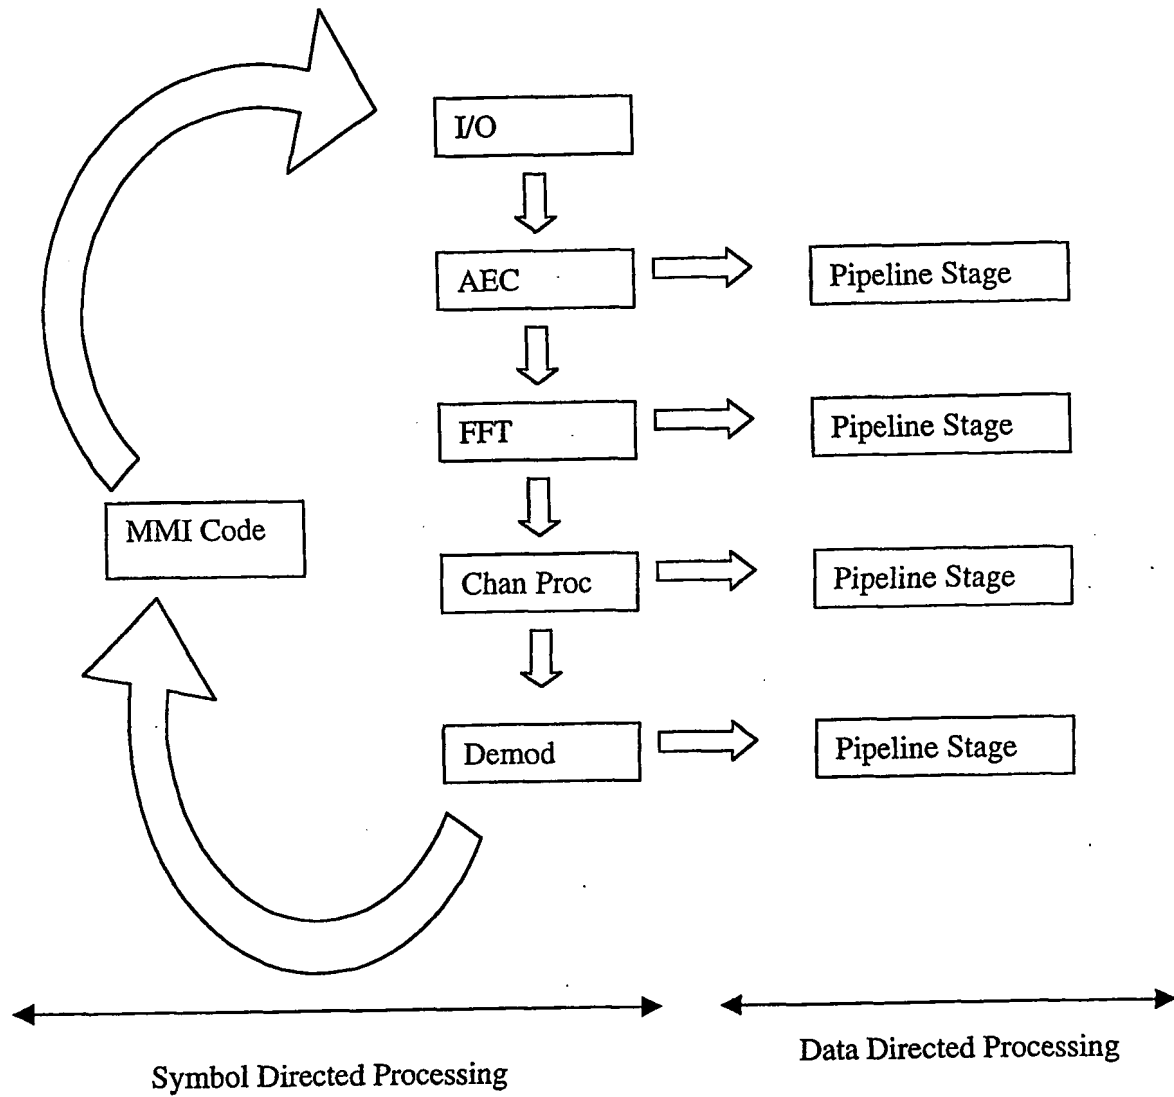 I/O
AEC
Pipeline Stage
FFT
Pipeline Stage
MMI Code
Chan Proc
Pipeline Stage
Demod
Pipeline Stage
Symbol Directed Processing
Data Directed Processing